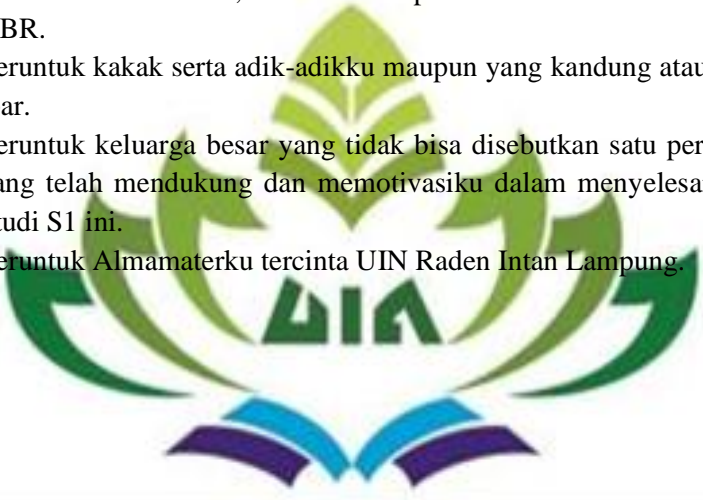 BR.
eruntuk kakak serta adik-adikku maupun yang kandung atau
ar.
eruntuk keluarga besar yang tidak bisa disebutkan satu per
ang telah mendukung dan memotivasiku dalam menyelesa
tudi S1 ini.
eruntuk Almamaterku tercinta UIN Raden Intan Lampung.
UIN